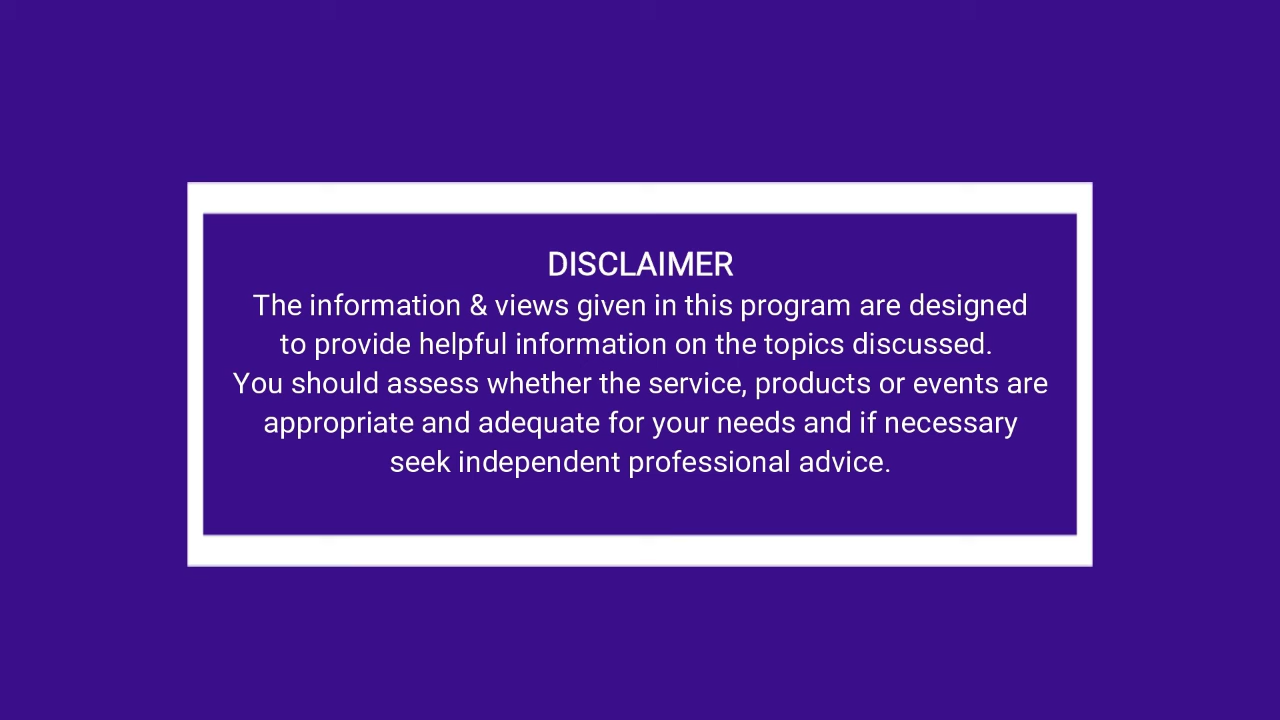 DISCLAIMER
The information & views given in this program are designed
to provide helpful information on the topics discussed.
You should assess whether the service, products or events are
appropriate and adequate for your needs and if necessary
seek independent professional advice.